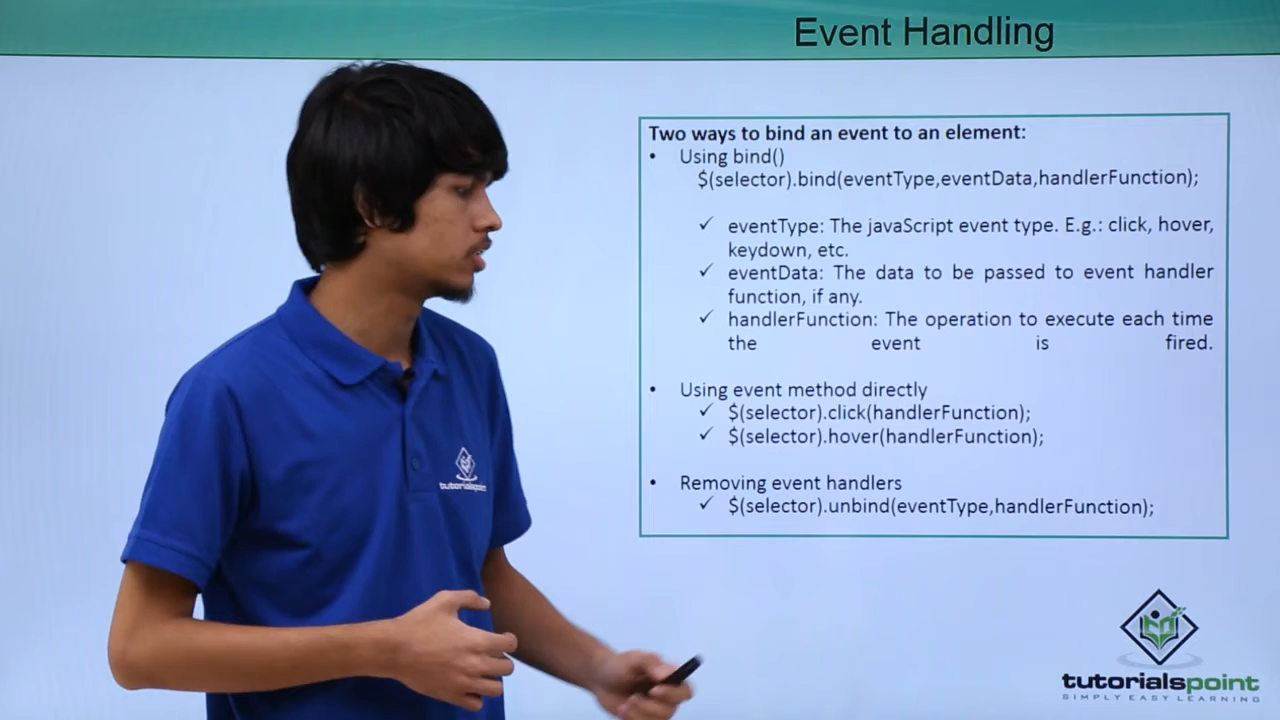 Event Handling
Two ways to bind an event to an element:
• Using bind()
$(selector).bind(eventType,eventData,handlerFunction);
✓ eventType: The javaScript event type. E.g.: click, hover,
keydown, etc.
✓ eventData: The data to be passed to event handler
function, if any.
✓ handlerFunction: The operation to execute each time
the event is fired.
• Using event method directly
✓ $(selector).click(handlerFunction);
✓ $(selector).hover(handlerFunction);
• Removing event handlers
✓ $(selector).unbind(eventType,handlerFunction);
tutorialspoint
tutorialspoint
SIMPLY EASY LEARNING